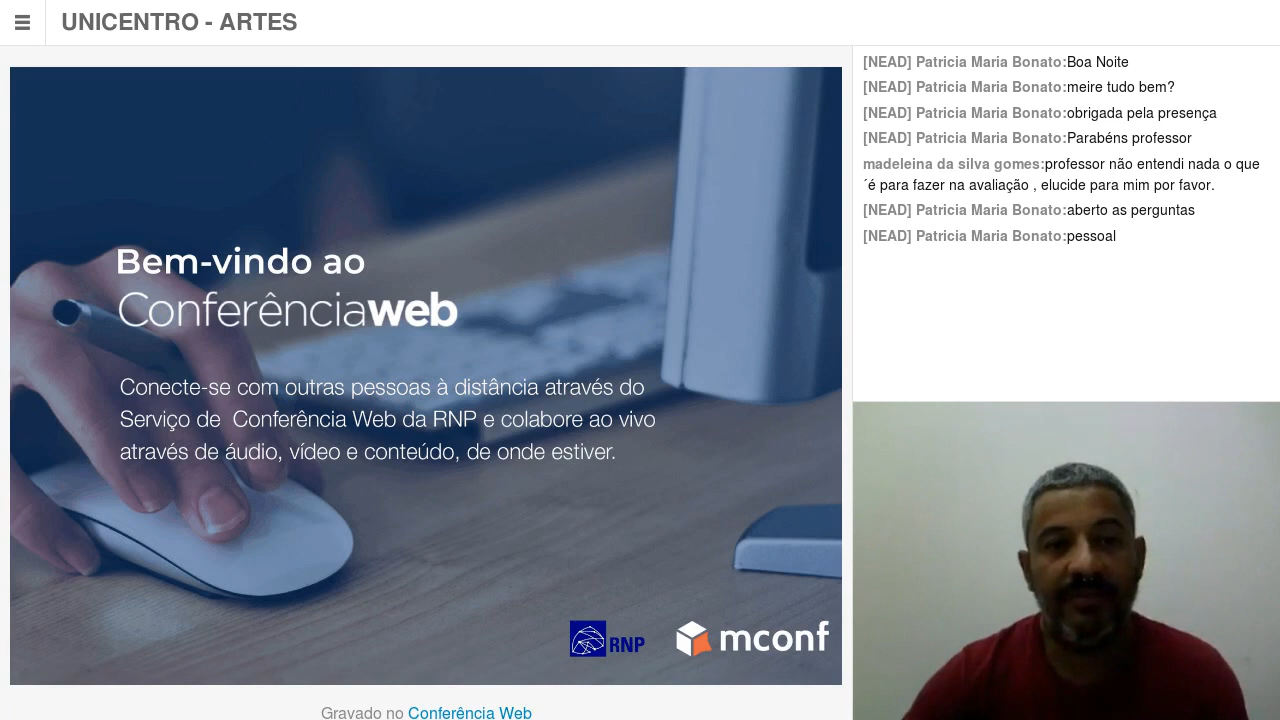 UNICENTRO - ARTES
Bem-vindo ao
Conferênciaweb
Conecte-se com outras pessoas à distância através do
Serviço de Conferência Web da RNP e colabore ao vivo
através de áudio, vídeo e conteúdo, de onde estiver.
RNP
mconf
Gravado no Conferência Web
[NEAD] Patricia Maria Bonato:Boa Noite
[NEAD] Patricia Maria Bonato:meire tudo bem?
[NEAD] Patricia Maria Bonato:obrigada pela presença
[NEAD] Patricia Maria Bonato:Parabéns professor
madeleina da silva gomes:professor não entendi nada o que
´é para fazer na avaliação , elucide para mim por favor.
[NEAD] Patricia Maria Bonato:aberto as perguntas
[NEAD] Patricia Maria Bonato:pessoal